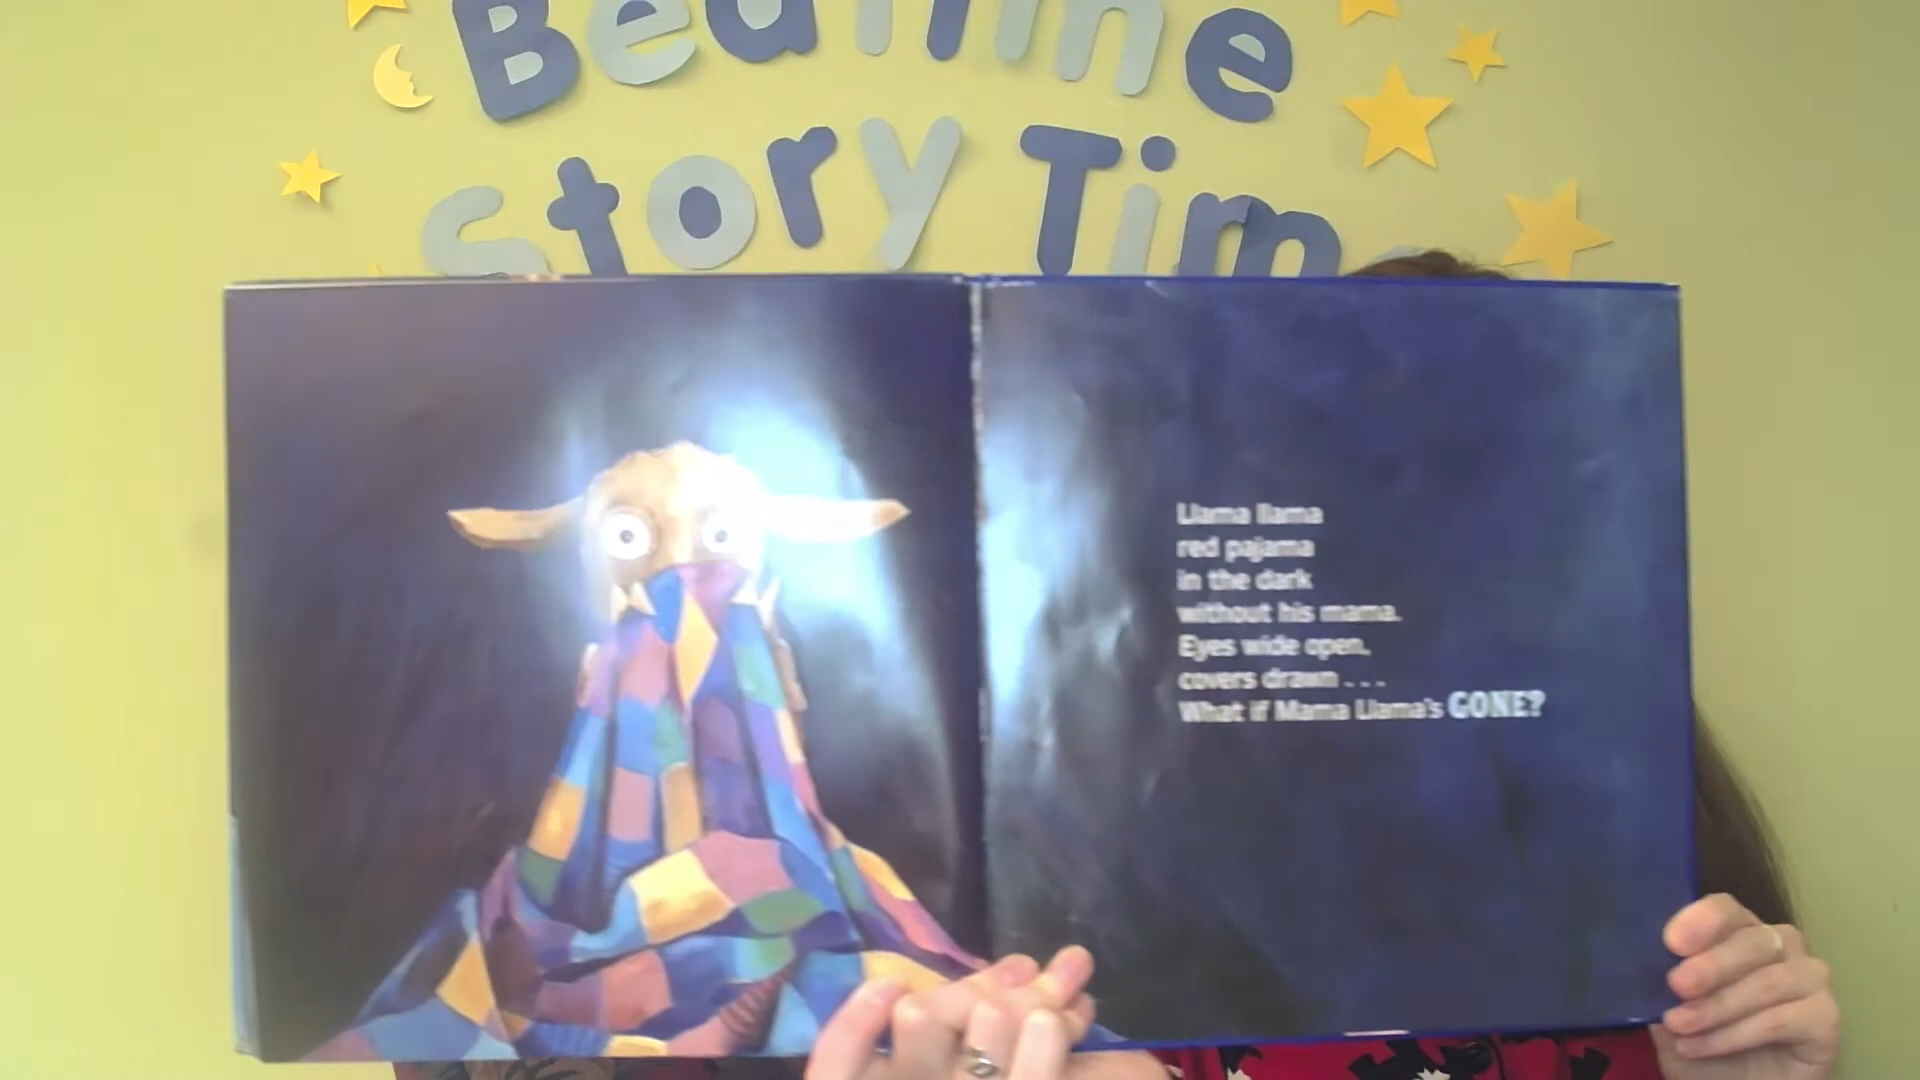 Bedtime
Story Tim
Llama llama
red pajama
in the dark
without his mama.
Eyes wide open,
covers drawn . . .
What if Mama Llama's GONE?